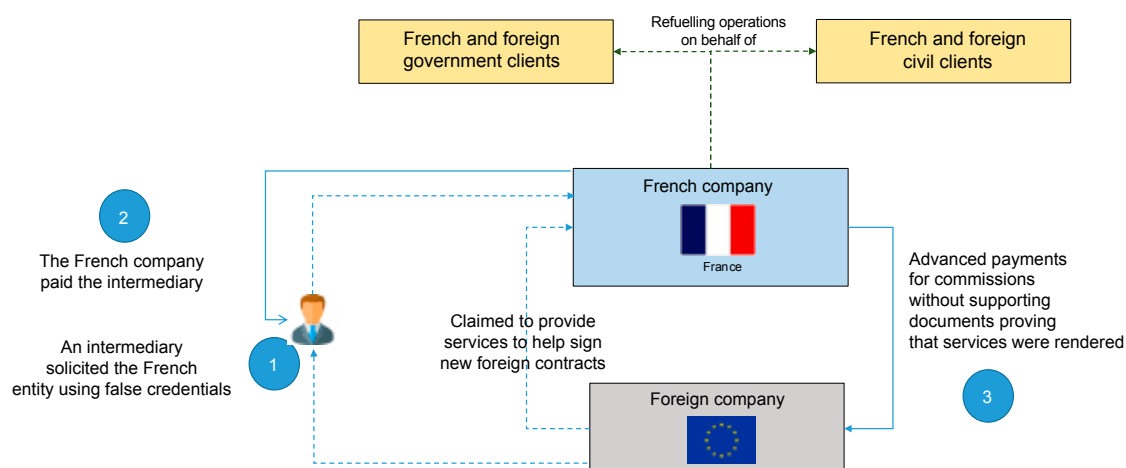 Refuelling operations
on behalf of
French and foreign
government clients
French and foreign
civil clients
French company
France
2
The French company
paid the intermediary
An intermediary
solicited the French
entity using false credentials
1
Claimed to provide
services to help sign
new foreign contracts
Advanced payments
for commissions
without supporting
documents proving
that services were rendered
3
Foreign company